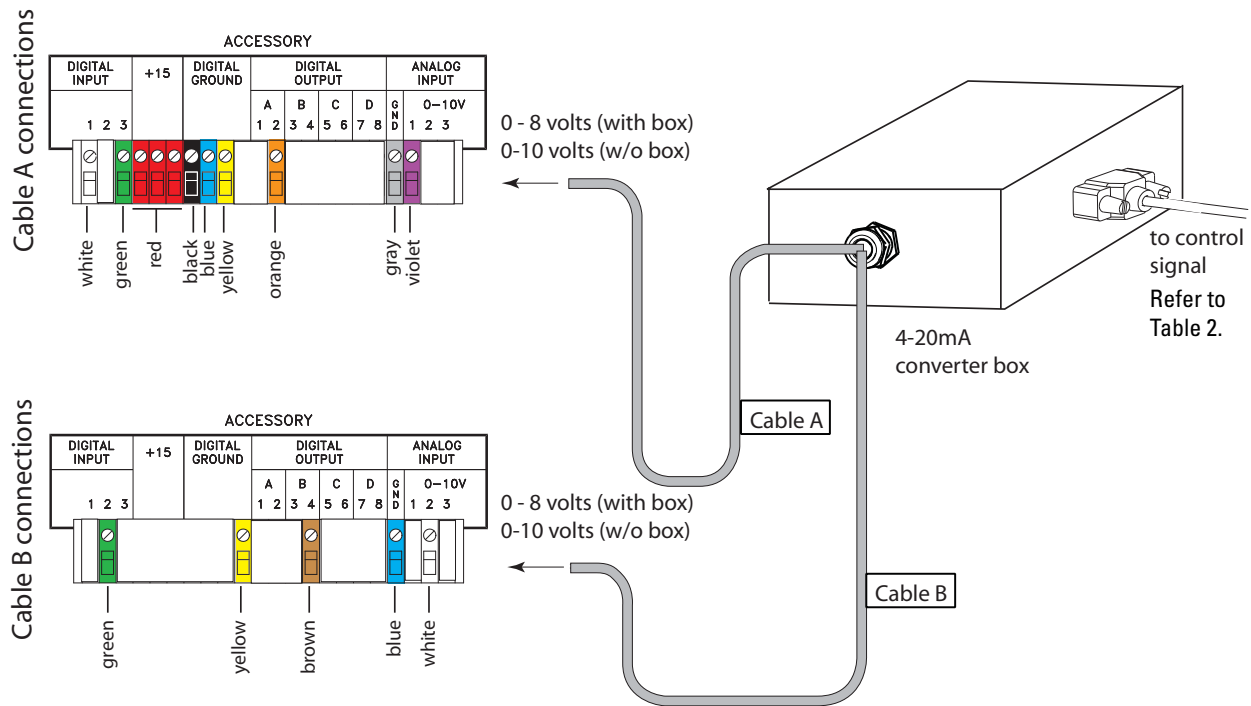 Cable A connections
ACCESSORY
DIGITAL INPUT
+15
DIGITAL GROUND
DIGITAL OUTPUT
ANALOG INPUT
A B C D GND 0–10V
1 2 3 1 2 3 4 5 6 7 8 1 2 3
white
green
red
black
blue
yellow
orange
gray
violet
0 - 8 volts (with box)
0-10 volts (w/o box)
to control
signal
Refer to
Table 2.
4-20mA
converter box
Cable A
Cable B connections
ACCESSORY
DIGITAL INPUT
+15
DIGITAL GROUND
DIGITAL OUTPUT
ANALOG INPUT
A B C D GND 0–10V
1 2 3 1 2 3 4 5 6 7 8 1 2 3
green
yellow
brown
blue
white
0 - 8 volts (with box)
0-10 volts (w/o box)
Cable B